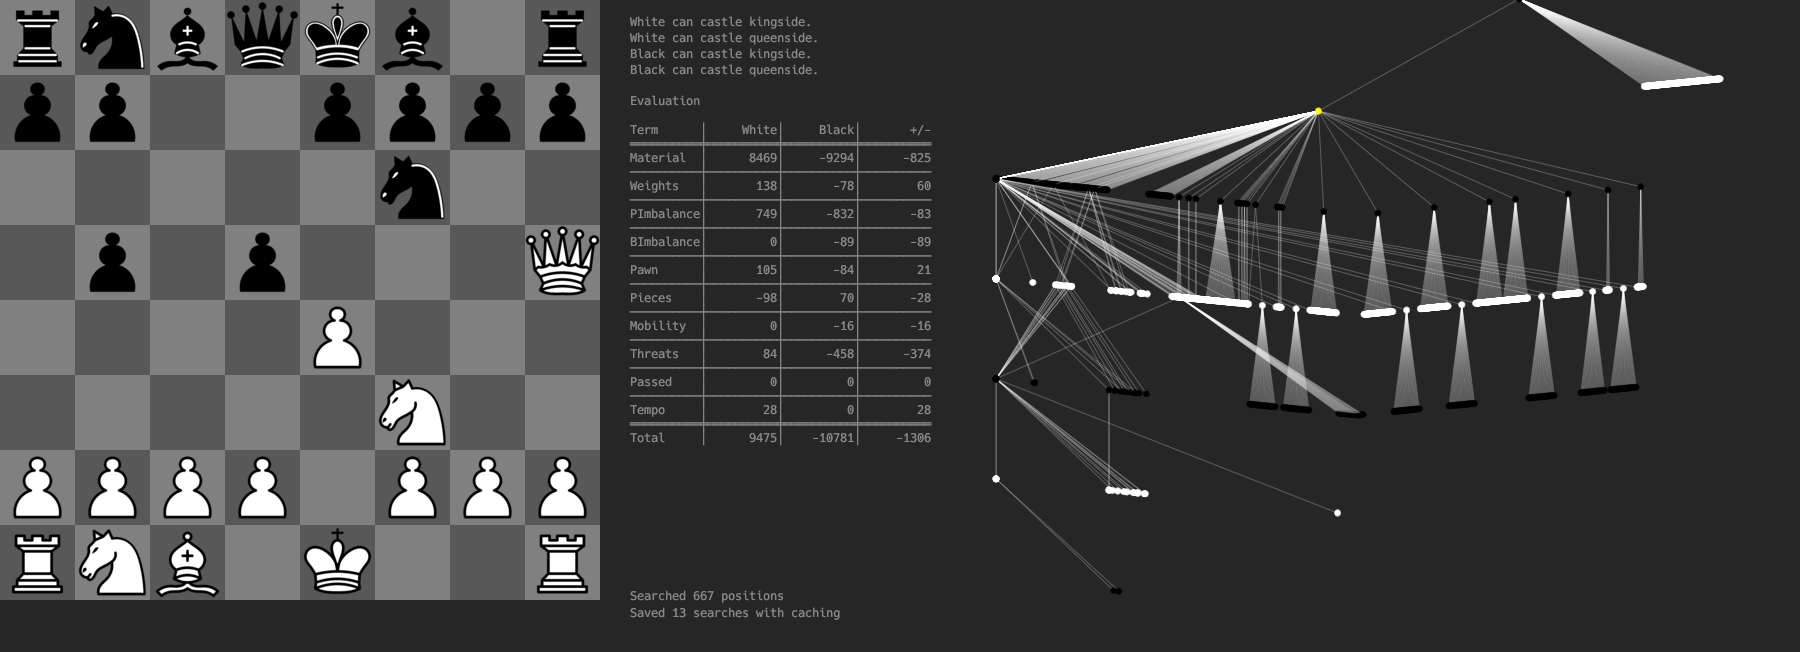 White can castle kingside.
White can castle queenside.
Black can castle kingside.
Black can castle queenside.
Evaluation
Term White Black +/-
Material 8469 -9294 -825
Weights 138 -78 60
PImbalance 749 -832 -83
BImbalance 0 -89 -89
Pawn 105 -84 21
Pieces -98 70 -28
Mobility 0 -16 -16
Threats 84 -458 -374
Passed 0 0 0
Tempo 28 0 28
Total 9475 -10781 -1306
Searched 667 positions
Saved 13 searches with caching